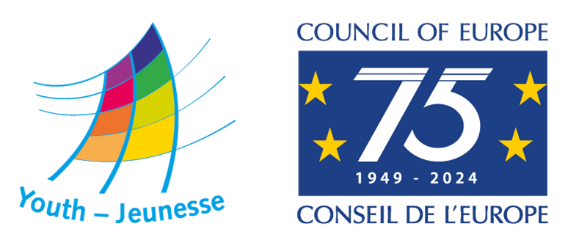 Youth – Jeunesse
COUNCIL OF EUROPE
75
1949 - 2024
CONSEIL DE L'EUROPE